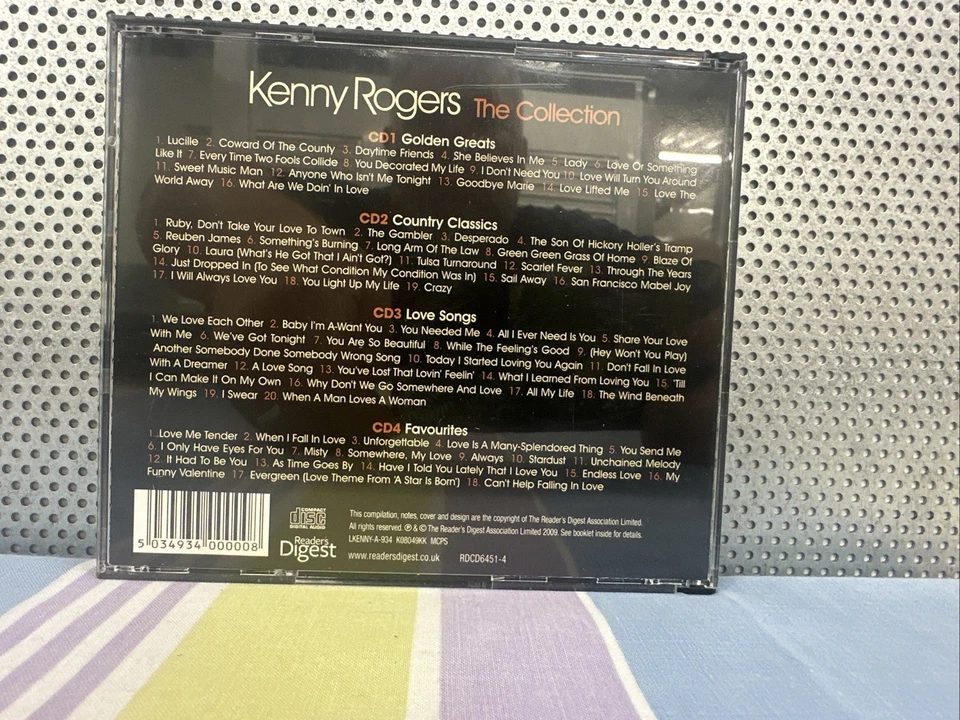 Kenny Rogers The Collection
CD1 Golden Greats
1. Lucille 2. Coward Of The County 3. Daytime Friends 4. She Believes In Me 5. Lady 6. Love Or Something
Like It 7. Every Time Two Fools Collide 8. You Decorated My Life 9. I Don't Need You 10. Love Will Turn You Around
11. Sweet Music Man 12. Anyone Who Isn't Me Tonight 13. Goodbye Marie 14. Love Lifted Me 15. Love The
World Away 16. What Are We Doin' In Love
CD2 Country Classics
1. Ruby, Don't Take Your Love To Town 2. The Gambler 3. Desperado 4. The Son Of Hickory Holler's Tramp
5. Reuben James 6. Something's Burning 7. Long Arm Of The Law 8. Green Green Grass Of Home 9. Blaze Of
Glory 10. Laura (What's He Got That I Ain't Got?) 11. Tulsa Turnaround 12. Scarlet Fever 13. Through The Years
14. Just Dropped In (To See What Condition My Condition Was In) 15. Sail Away 16. San Francisco Mabel Joy
17. I Will Always Love You 18. You Light Up My Life 19. Crazy
CD3 Love Songs
1. We Love Each Other 2. Baby I'm A-Want You 3. You Needed Me 4. All I Ever Need Is You 5. Share Your Love
With Me 6. We've Got Tonight 7. You Are So Beautiful 8. While The Feeling's Good 9. (Hey Won't You Play)
Another Somebody Done Somebody Wrong Song 10. Today I Started Loving You Again 11. Don't Fall In Love
With A Dreamer 12. A Love Song 13. You've Lost That Lovin' Feelin' 14. What I Learned From Loving You 15. 'Till
I Can Make It On My Own 16. Why Don't We Go Somewhere And Love 17. All My Life 18. The Wind Beneath
My Wings 19. I Swear 20. When A Man Loves A Woman
CD4 Favourites
1. Love Me Tender 2. When I Fall In Love 3. Unforgettable 4. Love Is A Many-Splendored Thing 5. You Send Me
6. I Only Have Eyes For You 7. Misty 8. Somewhere, My Love 9. Always 10. Stardust 11. Unchained Melody
12. It Had To Be You 13. As Time Goes By 14. Have I Told You Lately That I Love You 15. Endless Love 16. My
Funny Valentine 17. Evergreen (Love Theme From 'A Star Is Born') 18. Can't Help Falling In Love
5 034934 000008
COMPACT
disc
DIGITAL AUDIO
Reader's
Digest
This compilation, notes, cover and design are the copyright of The Reader's Digest Association Limited.
All rights reserved. ℗ & © The Reader's Digest Association Limited 2009. See booklet inside for details.
LKENNY-A-934 K08049KK MCPS
www.readersdigest.co.uk RDCD6451-4